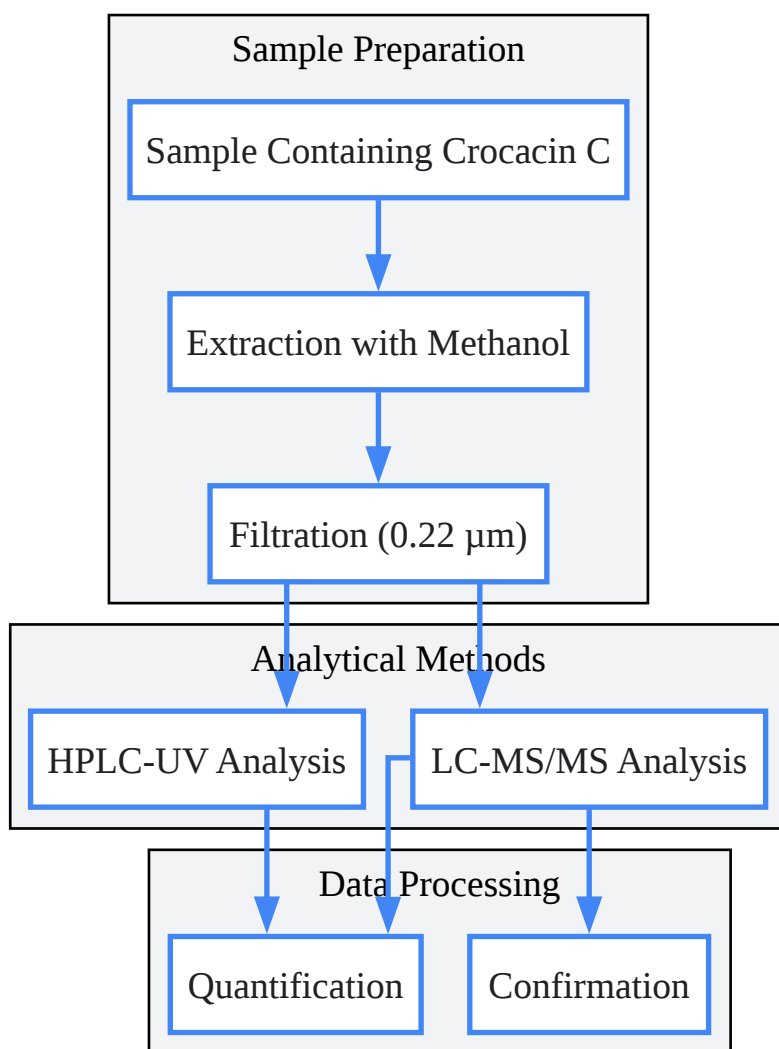 Sample Preparation
Sample Containing Crocacin C
Extraction with Methanol
Filtration (0.22 µm)
Analytical Methods
HPLC-UV Analysis
LC-MS/MS Analysis
Data Processing
Quantification
Confirmation